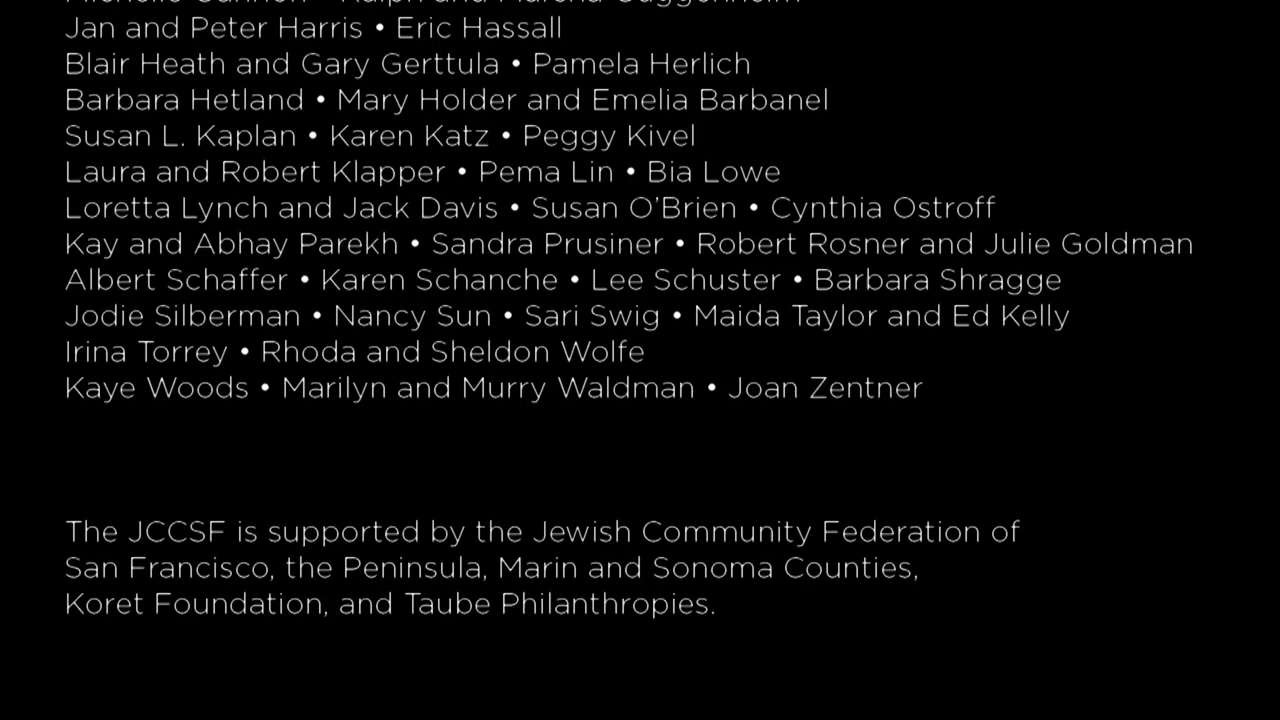 Jan and Peter Harris • Eric Hassall
Blair Heath and Gary Gerttula • Pamela Herlich
Barbara Hetland • Mary Holder and Emelia Barbanel
Susan L. Kaplan • Karen Katz • Peggy Kivel
Laura and Robert Klapper • Pema Lin • Bia Lowe
Loretta Lynch and Jack Davis • Susan O’Brien • Cynthia Ostroff
Kay and Abhay Parekh • Sandra Prusiner • Robert Rosner and Julie Goldman
Albert Schaffer • Karen Schanche • Lee Schuster • Barbara Shragge
Jodie Silberman • Nancy Sun • Sari Swig • Maida Taylor and Ed Kelly
Irina Torrey • Rhoda and Sheldon Wolfe
Kaye Woods • Marilyn and Murry Waldman • Joan Zentner
The JCCSF is supported by the Jewish Community Federation of
San Francisco, the Peninsula, Marin and Sonoma Counties,
Koret Foundation, and Taube Philanthropies.